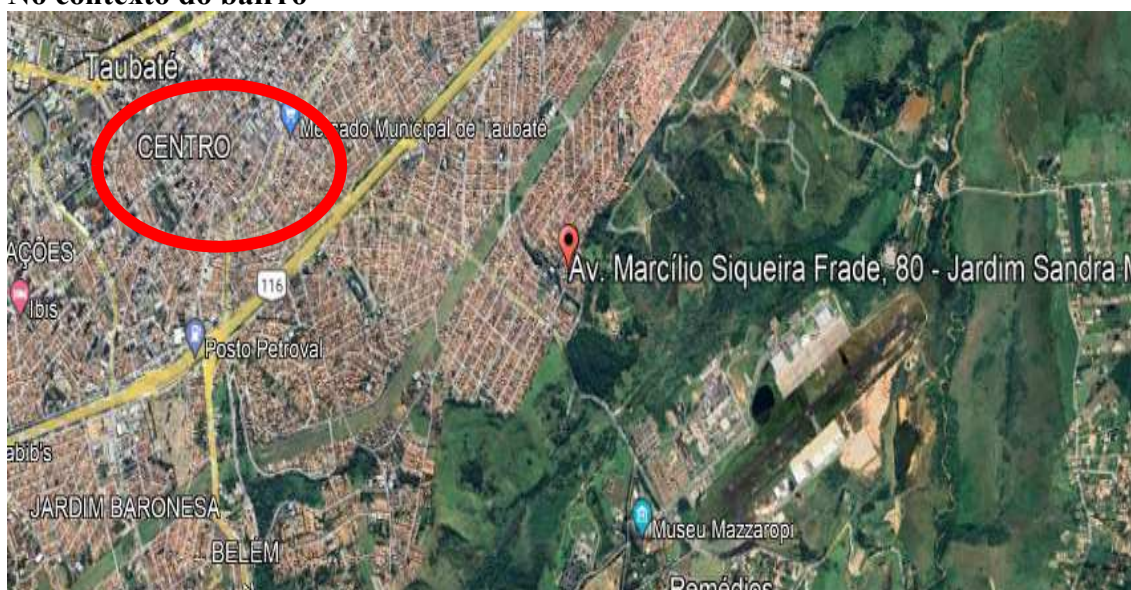 No contexto do bairro
Taubaté
CENTRO
Mercado Municipal de Taubaté
AÇÕES
Ibis
116
Av. Marcílio Siqueira Frade, 80 - Jardim Sandra M
Posto Petroval
abib's
JARDIM BARONESA
BELEM
Museu Mazzaropi
Remédios